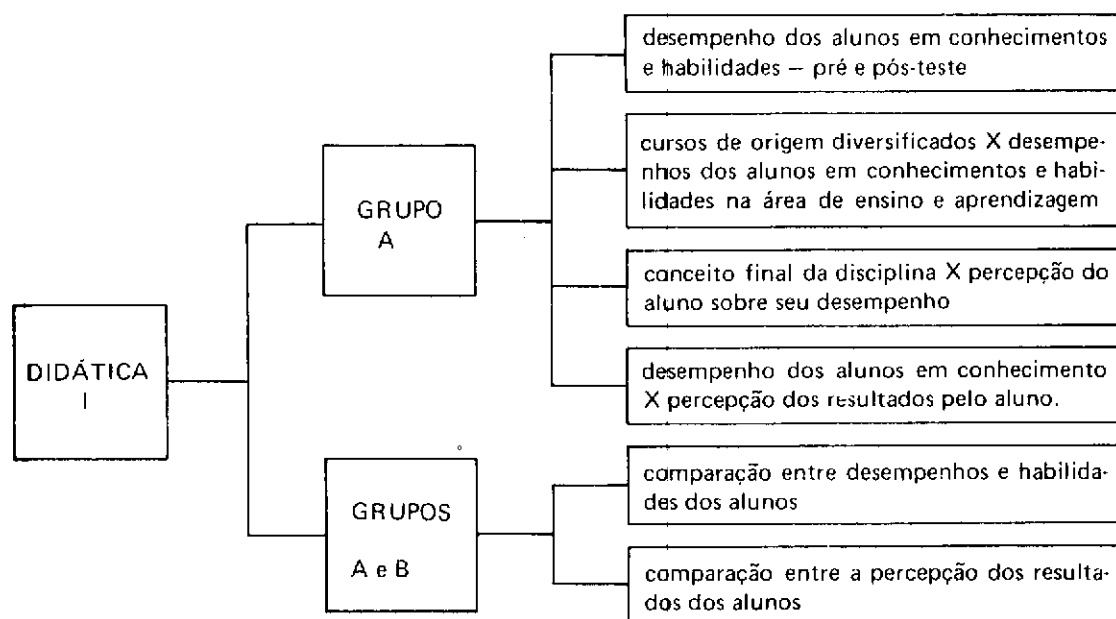 DIDÁTICA
I
GRUPO
A
desempenho dos alunos em conhecimentos
e habilidades — pré e pós-teste
cursos de origem diversificados X desempe-
nhos dos alunos em conhecimentos e habi-
lidades na área de ensino e aprendizagem
conceito final da disciplina X percepção do
aluno sobre seu desempenho
desempenho dos alunos em conhecimento
X percepção dos resultados pelo aluno.
GRUPOS
A e B
comparação entre desempenhos e habilida-
des dos alunos
comparação entre a percepção dos resulta-
dos dos alunos